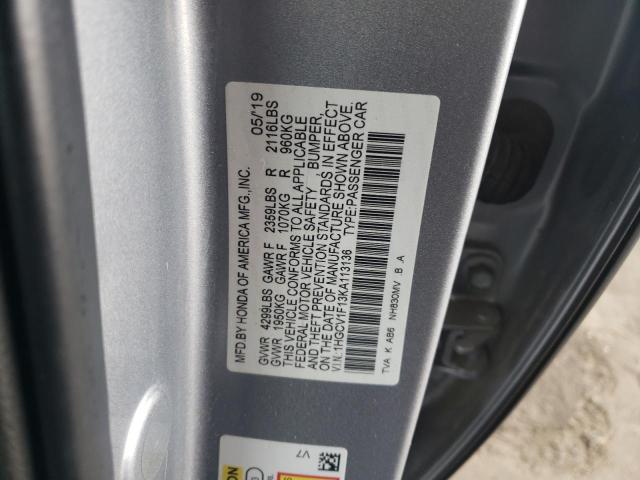 MFD.BY HONDA OF AMERICA MFG.,INC. 05/'19
GVWR 4299LBS GAWR F 2359LBS R 2116LBS
GVWR 1950KG GAWR F 1070KG R 960KG
THIS VEHICLE CONFORMS TO ALL APPLICABLE
FEDERAL MOTOR VEHICLE SAFETY BUMPER,
AND THEFT PREVENTION STANDARDS IN EFFECT
ON THE DATE OF MANUFACTURE SHOWN ABOVE.
V.I.N.:1HGCV1F13KA113136 TYPE:PASSENGER CAR
TVA K AB6 NH830MV .B .A
V7